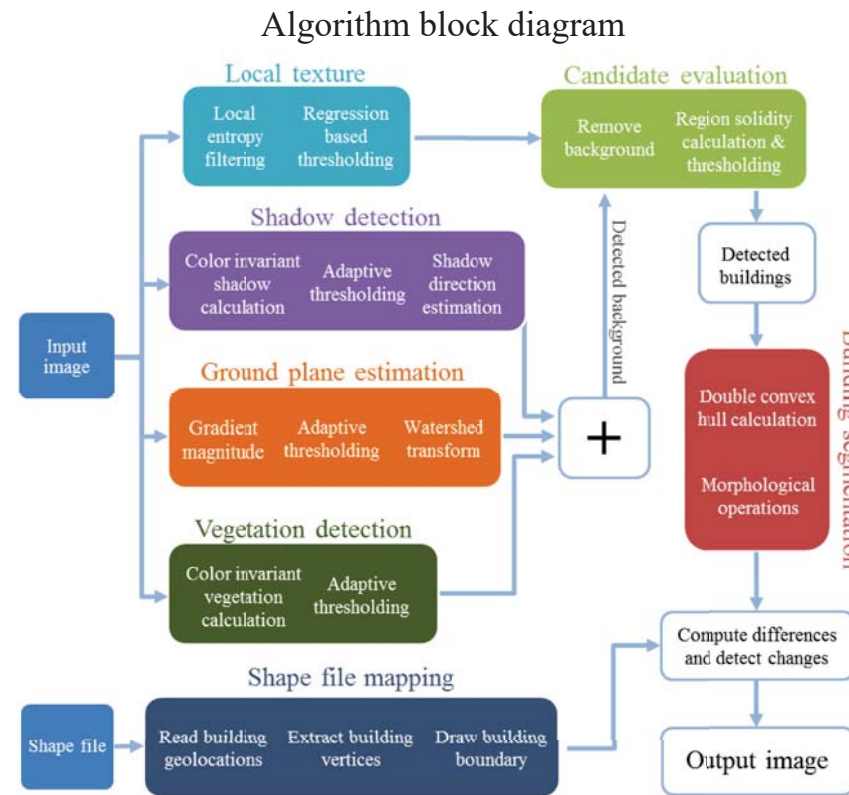 Algorithm block diagram
Local texture
Local
entropy
filtering
Regression
based
thresholding
Candidate evaluation
Remove
background
Region solidity
calculation &
thresholding
Shadow detection
Color invariant
shadow
calculation
Adaptive
thresholding
Shadow
direction
estimation
Detected background
Detected
buildings
Input
image
Ground plane estimation
Gradient
magnitude
Adaptive
thresholding
Watershed
transform
+
Building segmentation
Double convex
hull calculation
Morphological
operations
Vegetation detection
Color invariant
vegetation
calculation
Adaptive
thresholding
Compute differences
and detect changes
Shape file mapping
Shape file
Read building
geolocations
Extract building
vertices
Draw building
boundary
Output image